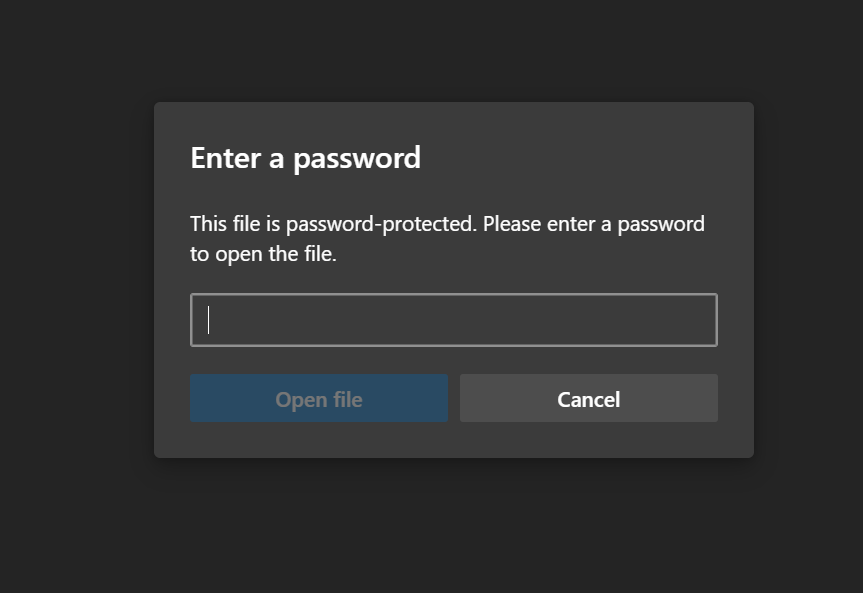 Enter a password
This file is password-protected. Please enter a password
to open the file.
Open file
Cancel